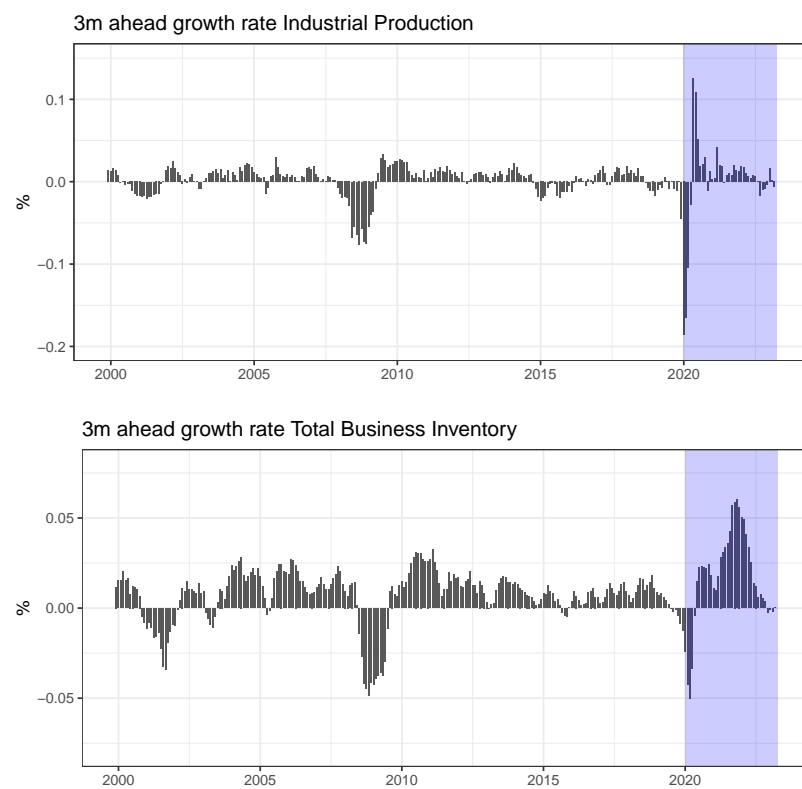 3m ahead growth rate Industrial Production
0.1
0.0
−0.1
−0.2
%
2000 2005 2010 2015 2020
3m ahead growth rate Total Business Inventory
0.05
0.00
−0.05
%
2000 2005 2010 2015 2020